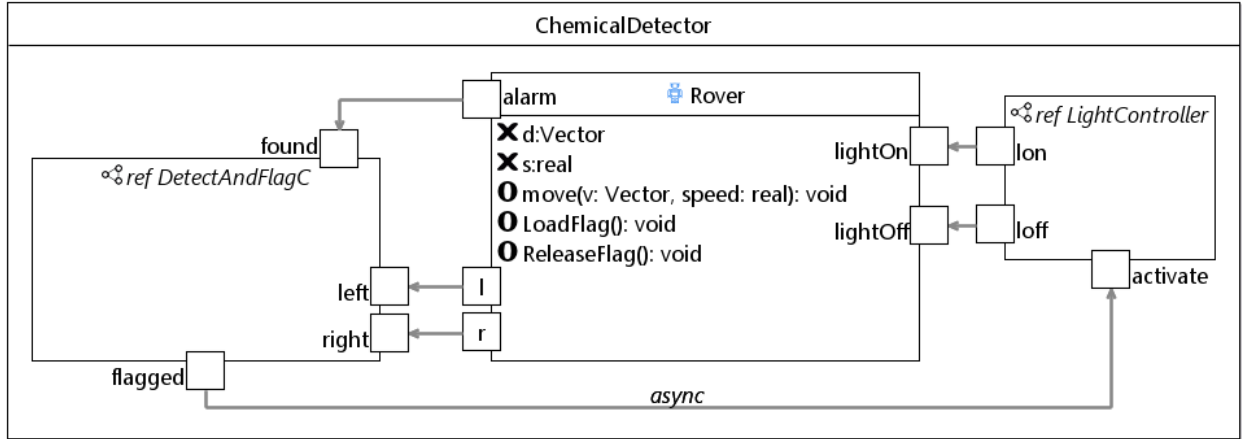 ChemicalDetector
alarm
Rover
found
ref DetectAndFlagC
d:Vector
s:real
O move(v: Vector, speed: real): void
O LoadFlag(): void
O ReleaseFlag(): void
lightOn
lon
ref LightController
lightOff
loff
activate
left
l
right
r
flagged
async